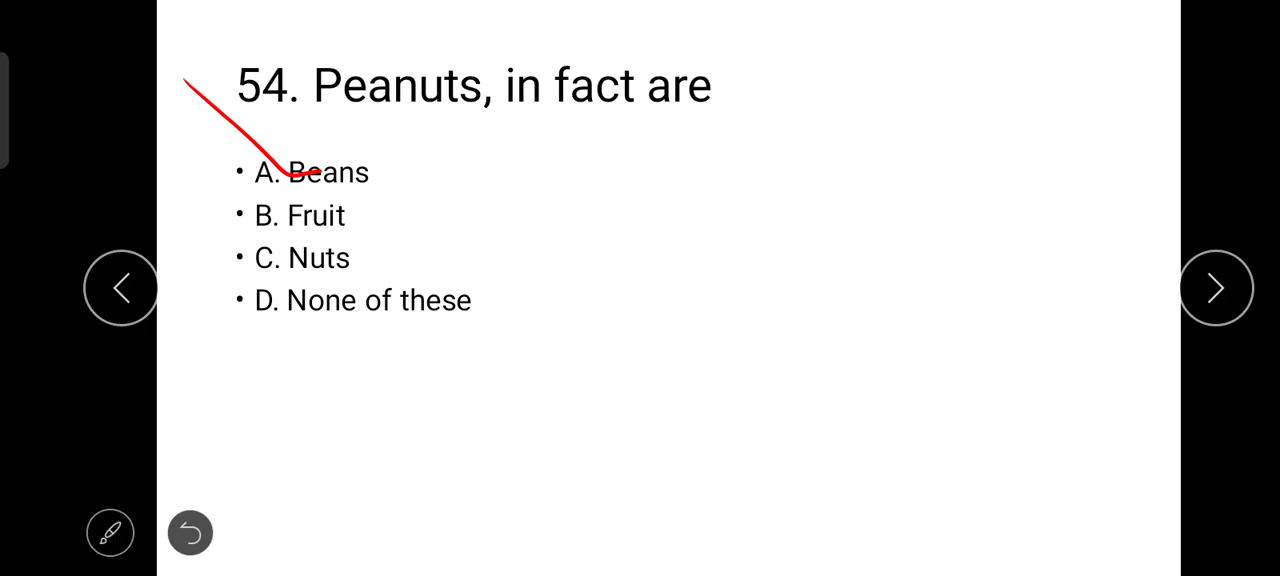 54. Peanuts, in fact are
• A. Beans
• B. Fruit
• C. Nuts
• D. None of these